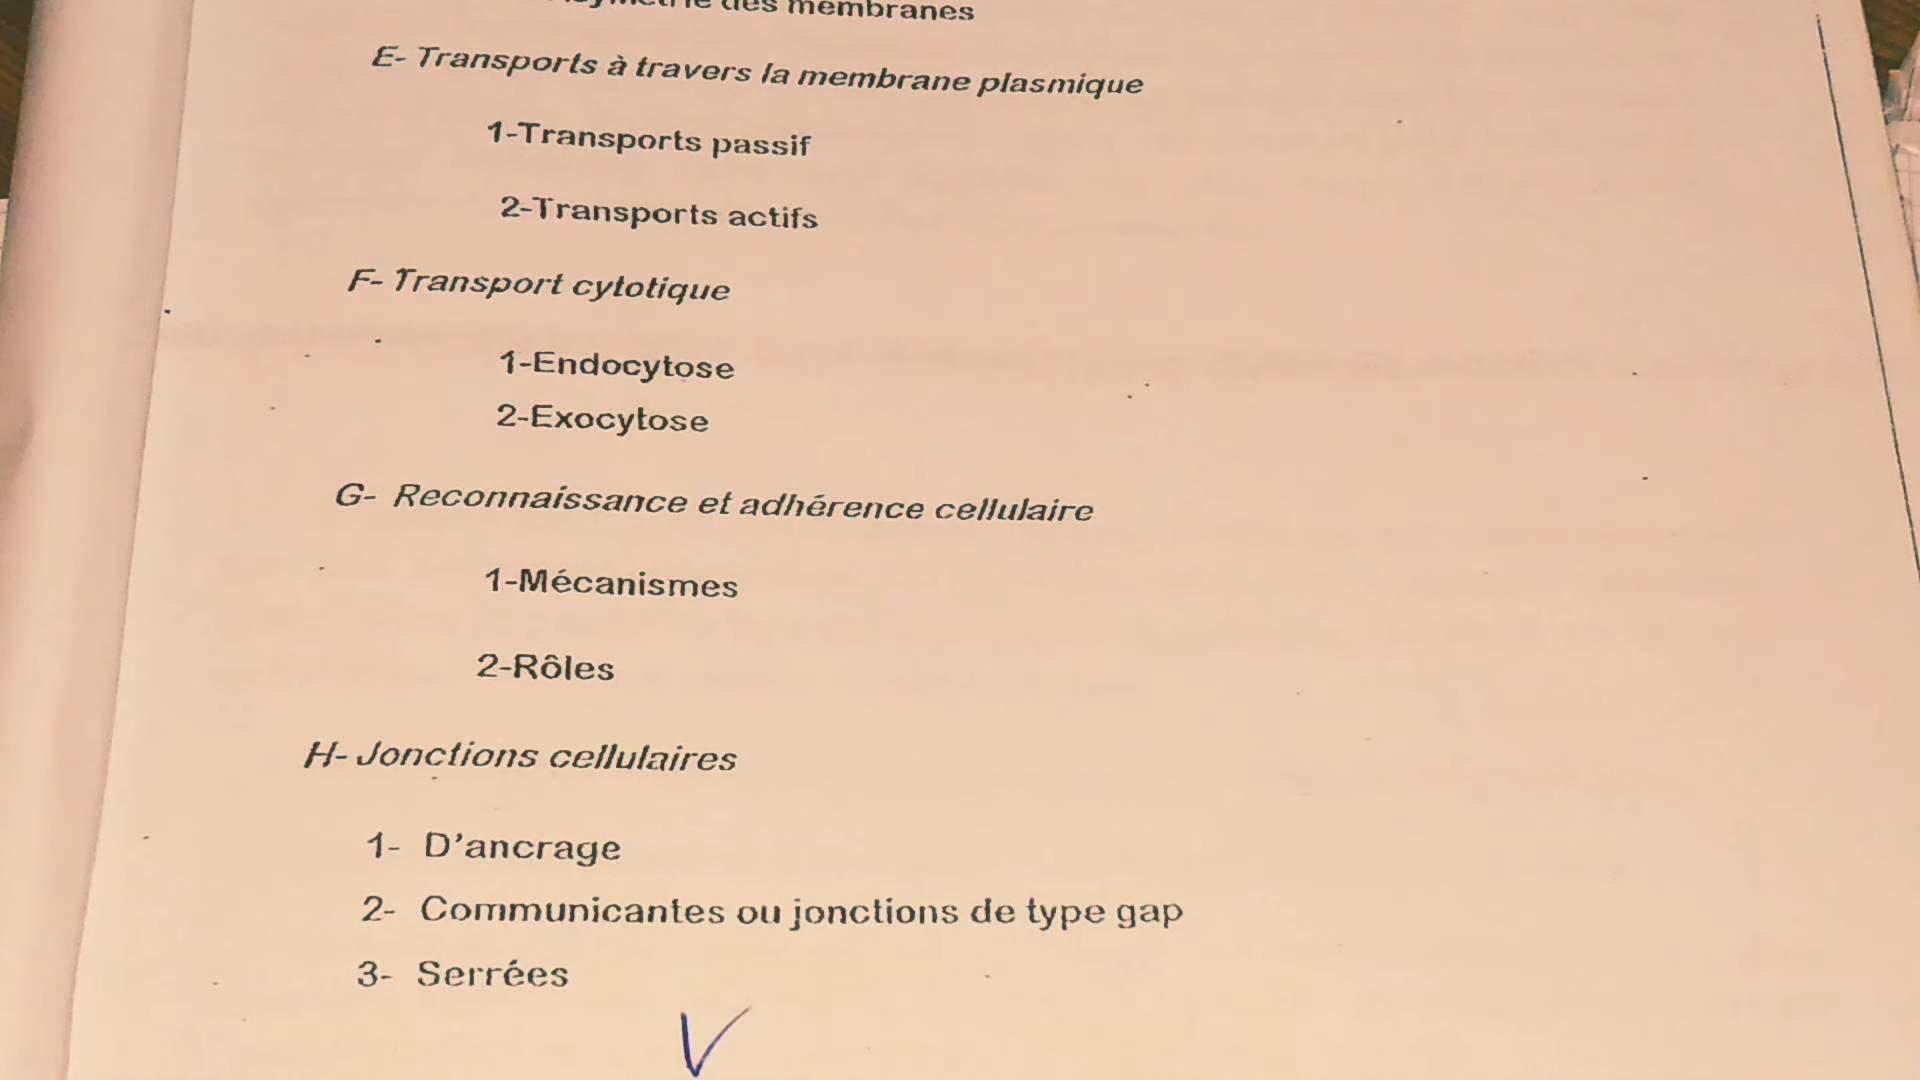 des membranes
E- Transports à travers la membrane plasmique
1-Transports passif
2-Transports actifs
F- Transport cytotique
1-Endocytose
2-Exocytose
G- Reconnaissance et adhérence cellulaire
1-Mécanismes
2-Rôles
H- Jonctions cellulaires
1- D'ancrage
2- Communicantes ou jonctions de type gap
3- Serrées